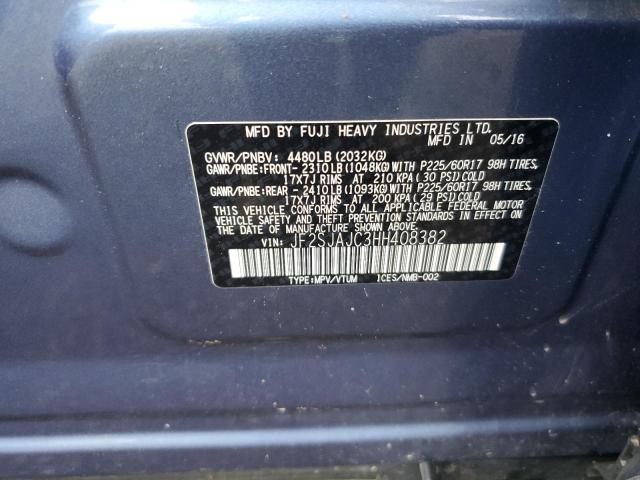 MFD BY FUJI HEAVY INDUSTRIES LTD.
MFD IN 05/16
GVWR/PNBV: 4480LB (2032KG)
GAWR/PNBE:FRONT-2310LB(1048KG)WITH P225/60R17 98H TIRES,
17X7J RIMS AT 210 KPA( 30 PSI)COLD
GAWR/PNBE:REAR -2410LB(1093KG)WITH P225/60R17 98H TIRES,
17X7J RIMS AT 200 KPA( 29 PSI)COLD
THIS VEHICLE CONFORMS TO ALL APPLICABLE FEDERAL MOTOR
VEHICLE SAFETY AND THEFT PREVENTION STANDARDS IN EFFECT ON
THE DATE OF MANUFACTURE SHOWN ABOVE.
VIN: JF2SJAJC3HH408382
TYPE:MPV/VTUM ICES/NMB-002